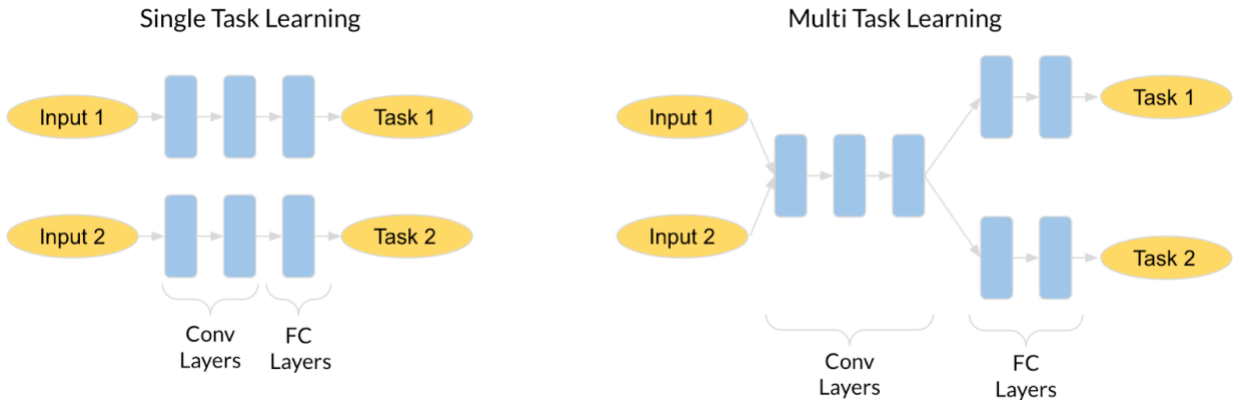 Single Task Learning
Input 1
Task 1
Input 2
Task 2
Conv
Layers
FC
Layers
Multi Task Learning
Input 1
Input 2
Task 1
Task 2
Conv
Layers
FC
Layers